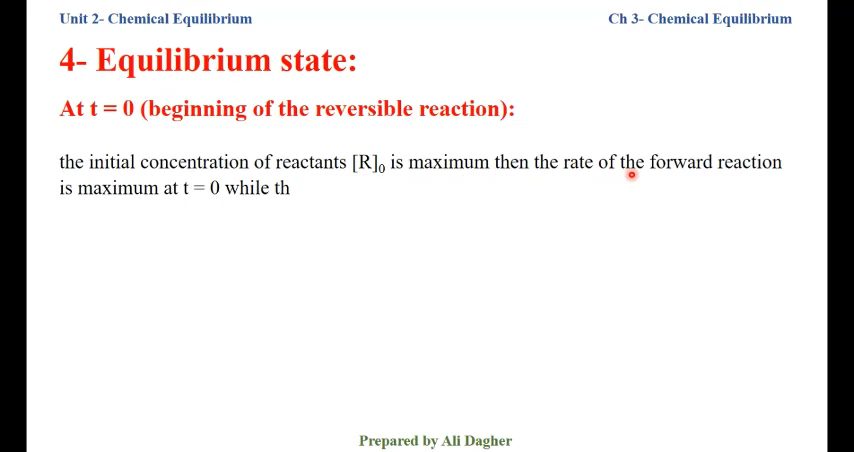 Unit 2- Chemical Equilibrium Ch 3- Chemical Equilibrium
4- Equilibrium state:
At t = 0 (beginning of the reversible reaction):
the initial concentration of reactants [R]₀ is maximum then the rate of the forward reaction
is maximum at t = 0 while th
Prepared by Ali Dagher